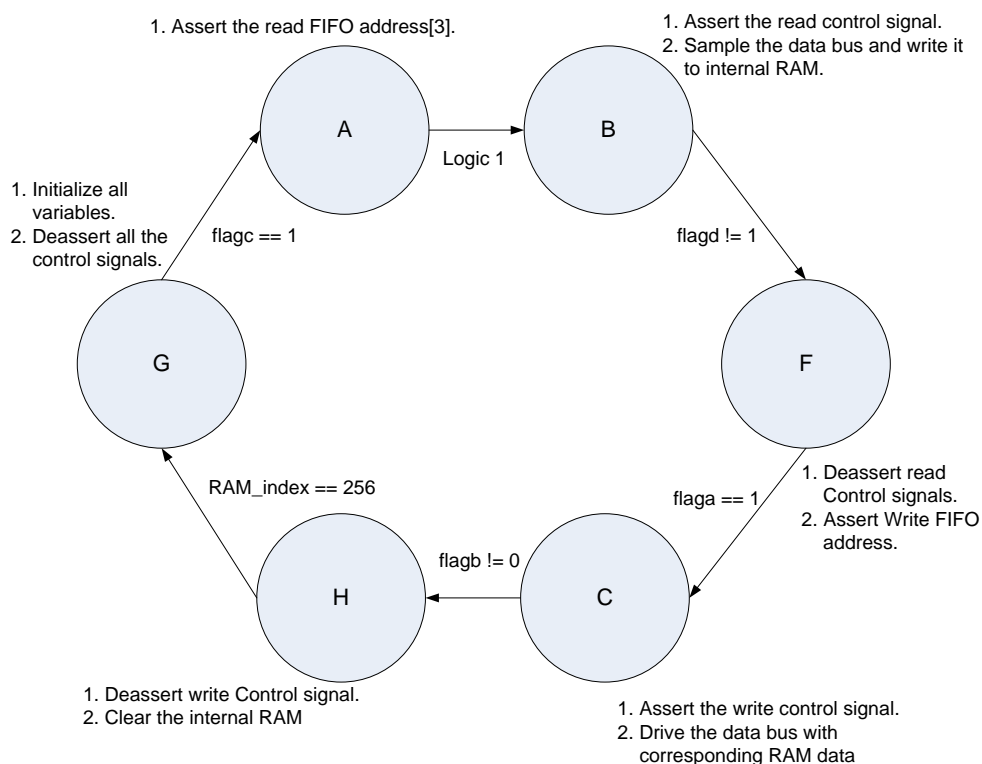 1. Assert the read FIFO address[3].
1. Assert the read control signal.
2. Sample the data bus and write it
to internal RAM.
A
B
Logic 1
1. Initialize all
variables.
2. Deassert all the
control signals.
flagc == 1
flagd != 1
G
F
RAM_index == 256
flaga == 1
1. Deassert read
Control signals.
2. Assert Write FIFO
address.
flagb != 0
H
C
1. Deassert write Control signal.
2. Clear the internal RAM
1. Assert the write control signal.
2. Drive the data bus with
corresponding RAM data